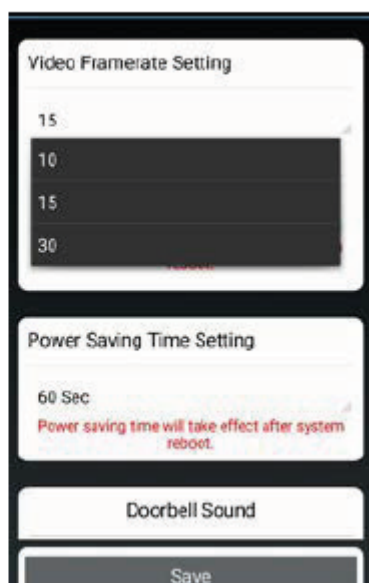 Video Framerate Setting
15
10
15
30
reboot.
Power Saving Time Setting
60 Sec
Power saving time will take effect after system
reboot.
Doorbell Sound
Save